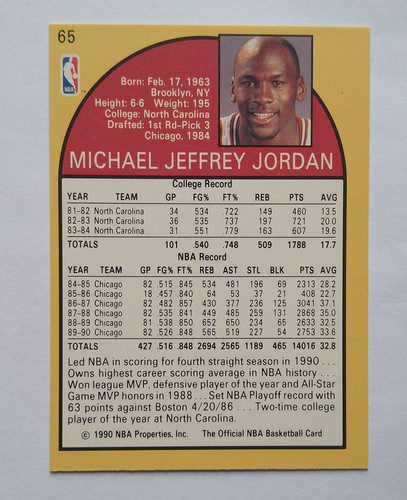 65
NBA
Born: Feb. 17, 1963
Brooklyn, NY
Height: 6-6 Weight: 195
College: North Carolina
Drafted: 1st Rd-Pick 3
Chicago, 1984
MICHAEL JEFFREY JORDAN
College Record
YEAR TEAM GP FG% FT% REB PTS AVG
81-82 North Carolina 34 .534 .722 149 460 13.5
82-83 North Carolina 36 .535 .737 197 721 20.0
83-84 North Carolina 31 .551 .779 163 607 19.6
TOTALS 101 .540 .748 509 1788 17.7
NBA Record
YEAR TEAM GP FG% FT% REB AST STL BLK PTS AVG
84-85 Chicago 82 .515 .845 534 481 196 69 2313 28.2
85-86 Chicago 18 .457 .840 64 53 37 21 408 22.7
86-87 Chicago 82 .482 .857 430 377 236 125 3041 37.1
87-88 Chicago 82 .535 .841 449 485 259 131 2868 35.0
88-89 Chicago 81 .538 .850 652 650 234 65 2633 32.5
89-90 Chicago 82 .526 .848 565 519 227 54 2753 33.6
TOTALS 427 .516 .848 2694 2565 1189 465 14016 32.8
Led NBA in scoring for fourth straight season in 1990 . . .
Owns highest career scoring average in NBA history . . .
Won league MVP, defensive player of the year and All-Star
Game MVP honors in 1988 . . . Set NBA Playoff record with
63 points against Boston 4/20/86 . . . Two-time college
player of the year at North Carolina.
© 1990 NBA Properties, Inc. The Official NBA Basketball Card